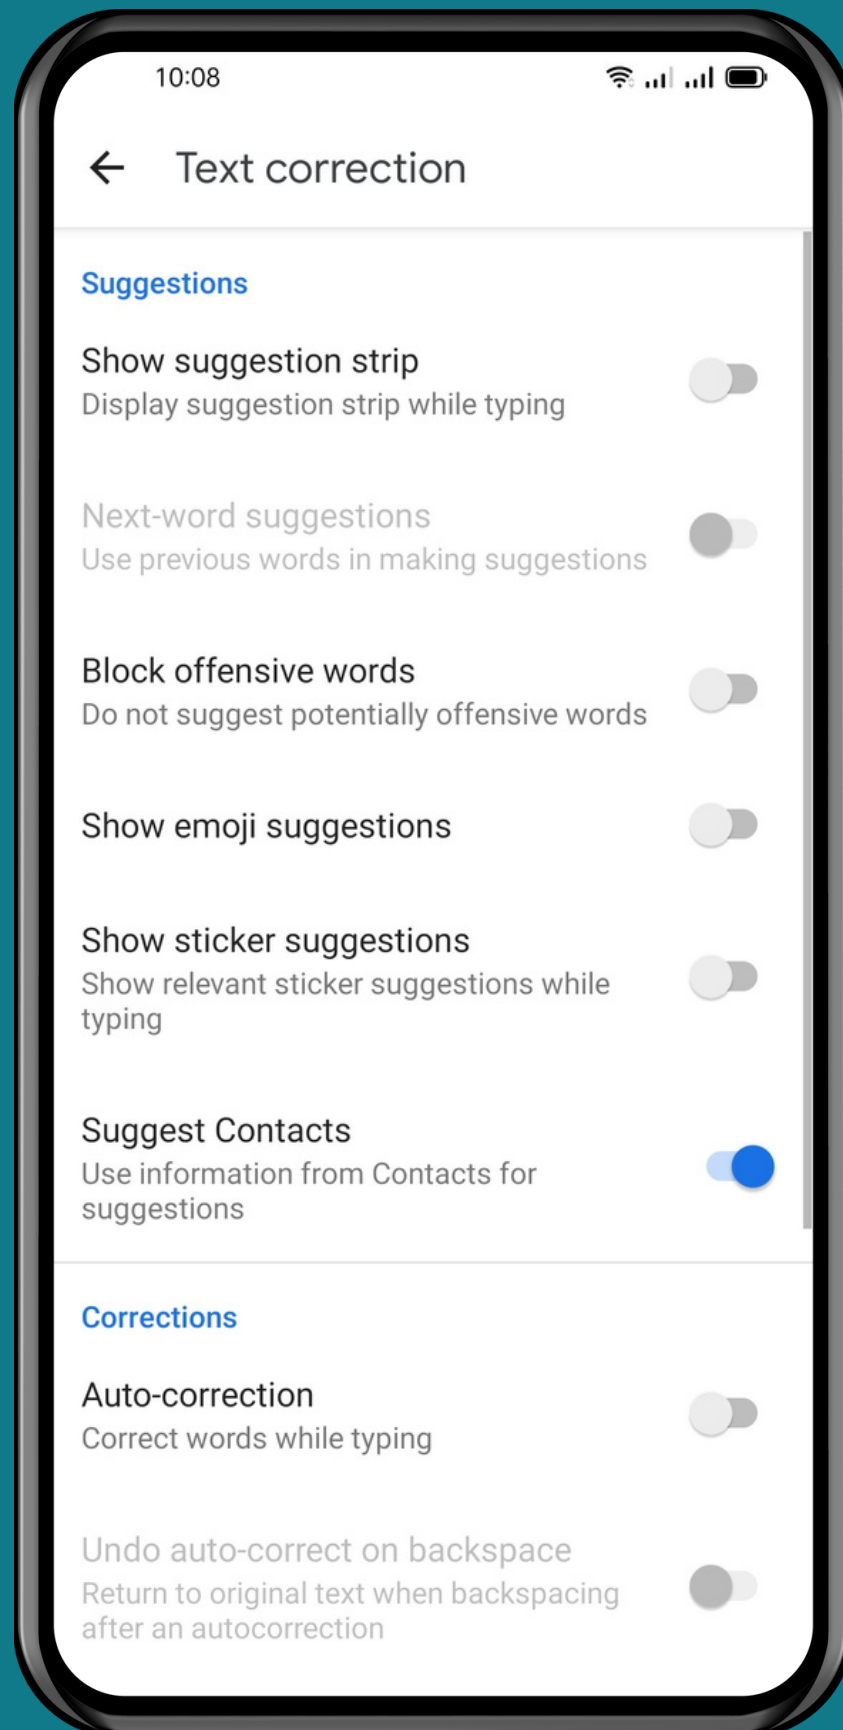 10:08
Text correction
Suggestions
Show suggestion strip
Display suggestion strip while typing
Next-word suggestions
Use previous words in making suggestions
Block offensive words
Do not suggest potentially offensive words
Show emoji suggestions
Show sticker suggestions
Show relevant sticker suggestions while
typing
Suggest Contacts
Use information from Contacts for
suggestions
Corrections
Auto-correction
Correct words while typing
Undo auto-correct on backspace
Return to original text when backspacing
after an autocorrection